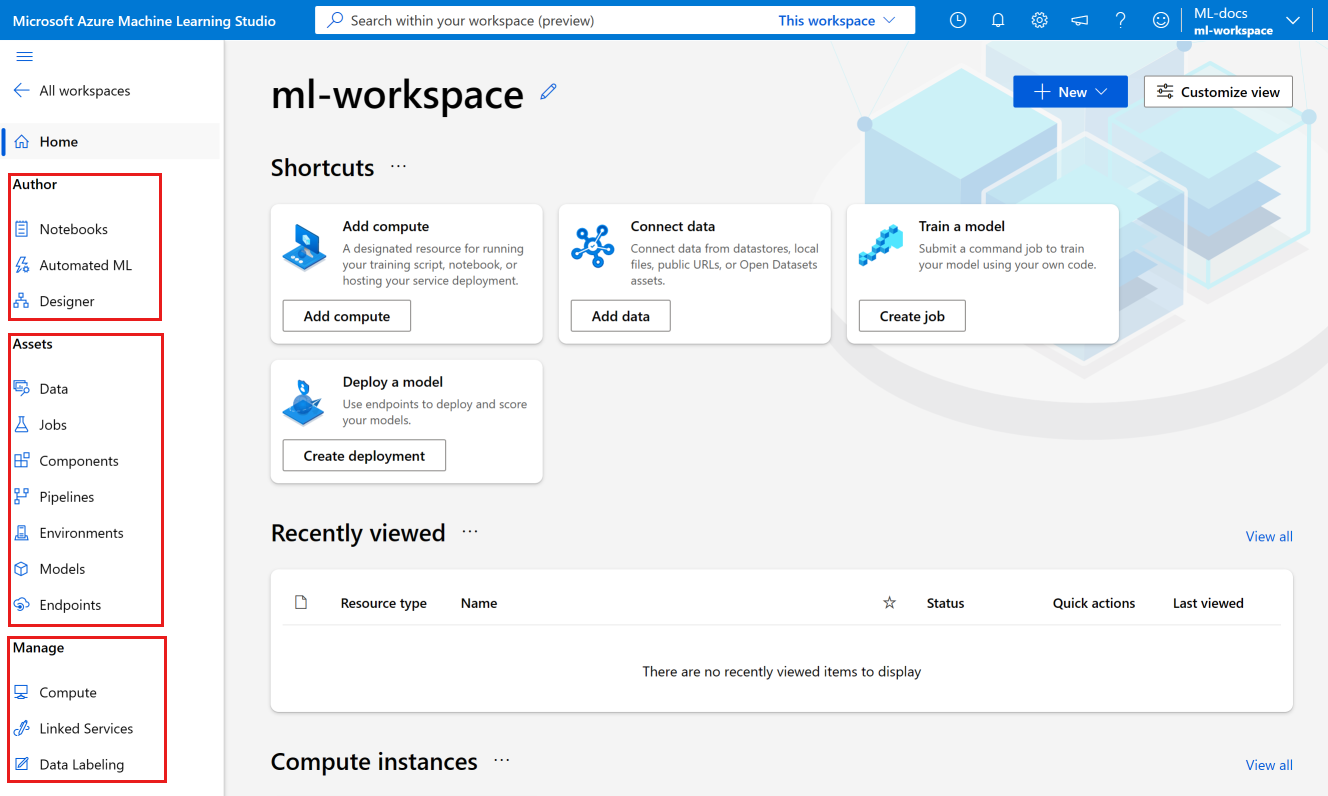 Microsoft Azure Machine Learning Studio
Search within your workspace (preview)
This workspace
ML-docs
ml-workspace
All workspaces
Home
Author
Notebooks
Automated ML
Designer
Assets
Data
Jobs
Components
Pipelines
Environments
Models
Endpoints
Manage
Compute
Linked Services
Data Labeling
ml-workspace
New
Customize view
Shortcuts
Add compute
A designated resource for running
your training script, notebook, or
hosting your service deployment.
Add compute
Connect data
Connect data from datastores, local
files, public URLs, or Open Datasets
assets.
Add data
Train a model
Submit a command job to train
your model using your own code.
Create job
Deploy a model
Use endpoints to deploy and score
your models.
Create deployment
Recently viewed
View all
Resource type Name Status Quick actions Last viewed
There are no recently viewed items to display
Compute instances
View all